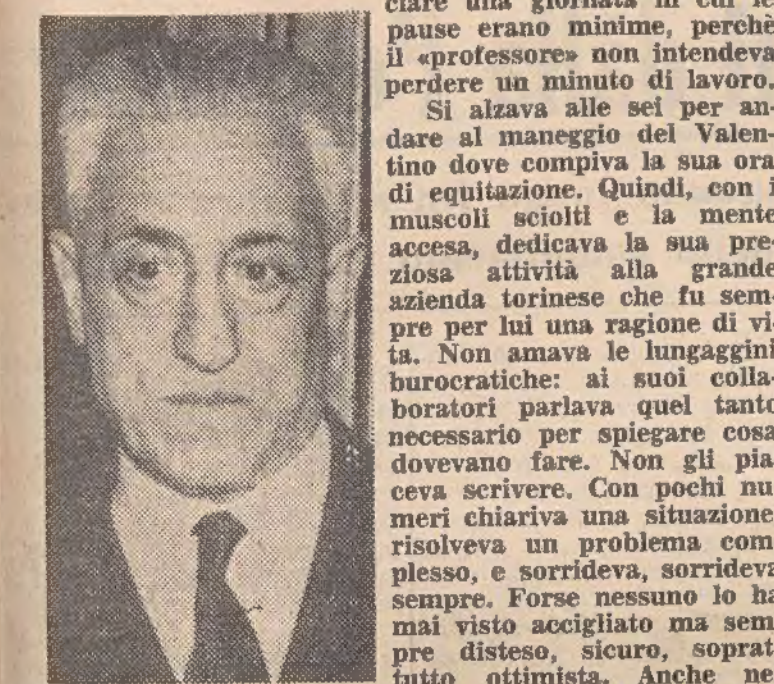 ciare una giornata in cui le
pause erano minime, perchè
il «professore» non intendeva
perdere un minuto di lavoro.
Si alzava alle sei per an-
dare al maneggio del Valen-
tino dove compiva la sua ora
di equitazione. Quindi, con i
muscoli sciolti e la mente
accesa, dedicava la sua pre-
ziosa attività alla grande
azienda torinese che fu sem-
pre per lui una ragione di vi-
ta. Non amava le lungaggini
burocratiche: ai suoi colla-
boratori parlava quel tanto
necessario per spiegare cosa
dovevano fare. Non gli pia
ceva scrivere. Con pochi nu
meri chiariva una situazione
risolveva un problema com
plesso, e sorrideva, sorrideva
sempre. Forse nessuno lo ha
mai visto accigliato ma sem
pre disteso, sicuro, soprat
tutto ottimista. Anche ne